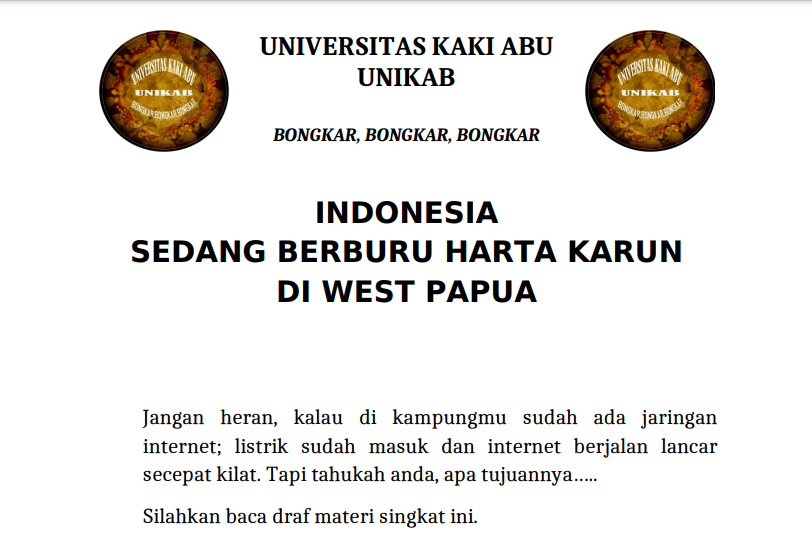 UNIVERSITAS KAKI ABU
UNIKAB
BONGKAR, BONGKAR, BONGKAR
UNIVERSITAS KAKI ABU
UNIKAB
BONGKAR,BONGKAR,BONGKAR
UNIVERSITAS KAKI ABU
UNIKAB
BONGKAR,BONGKAR,BONGKAR
INDONESIA
SEDANG BERBURU HARTA KARUN
DI WEST PAPUA
Jangan heran, kalau di kampungmu sudah ada jaringan
internet; listrik sudah masuk dan internet berjalan lancar
secepat kilat. Tapi tahukah anda, apa tujuannya…..
Silahkan baca draf materi singkat ini.